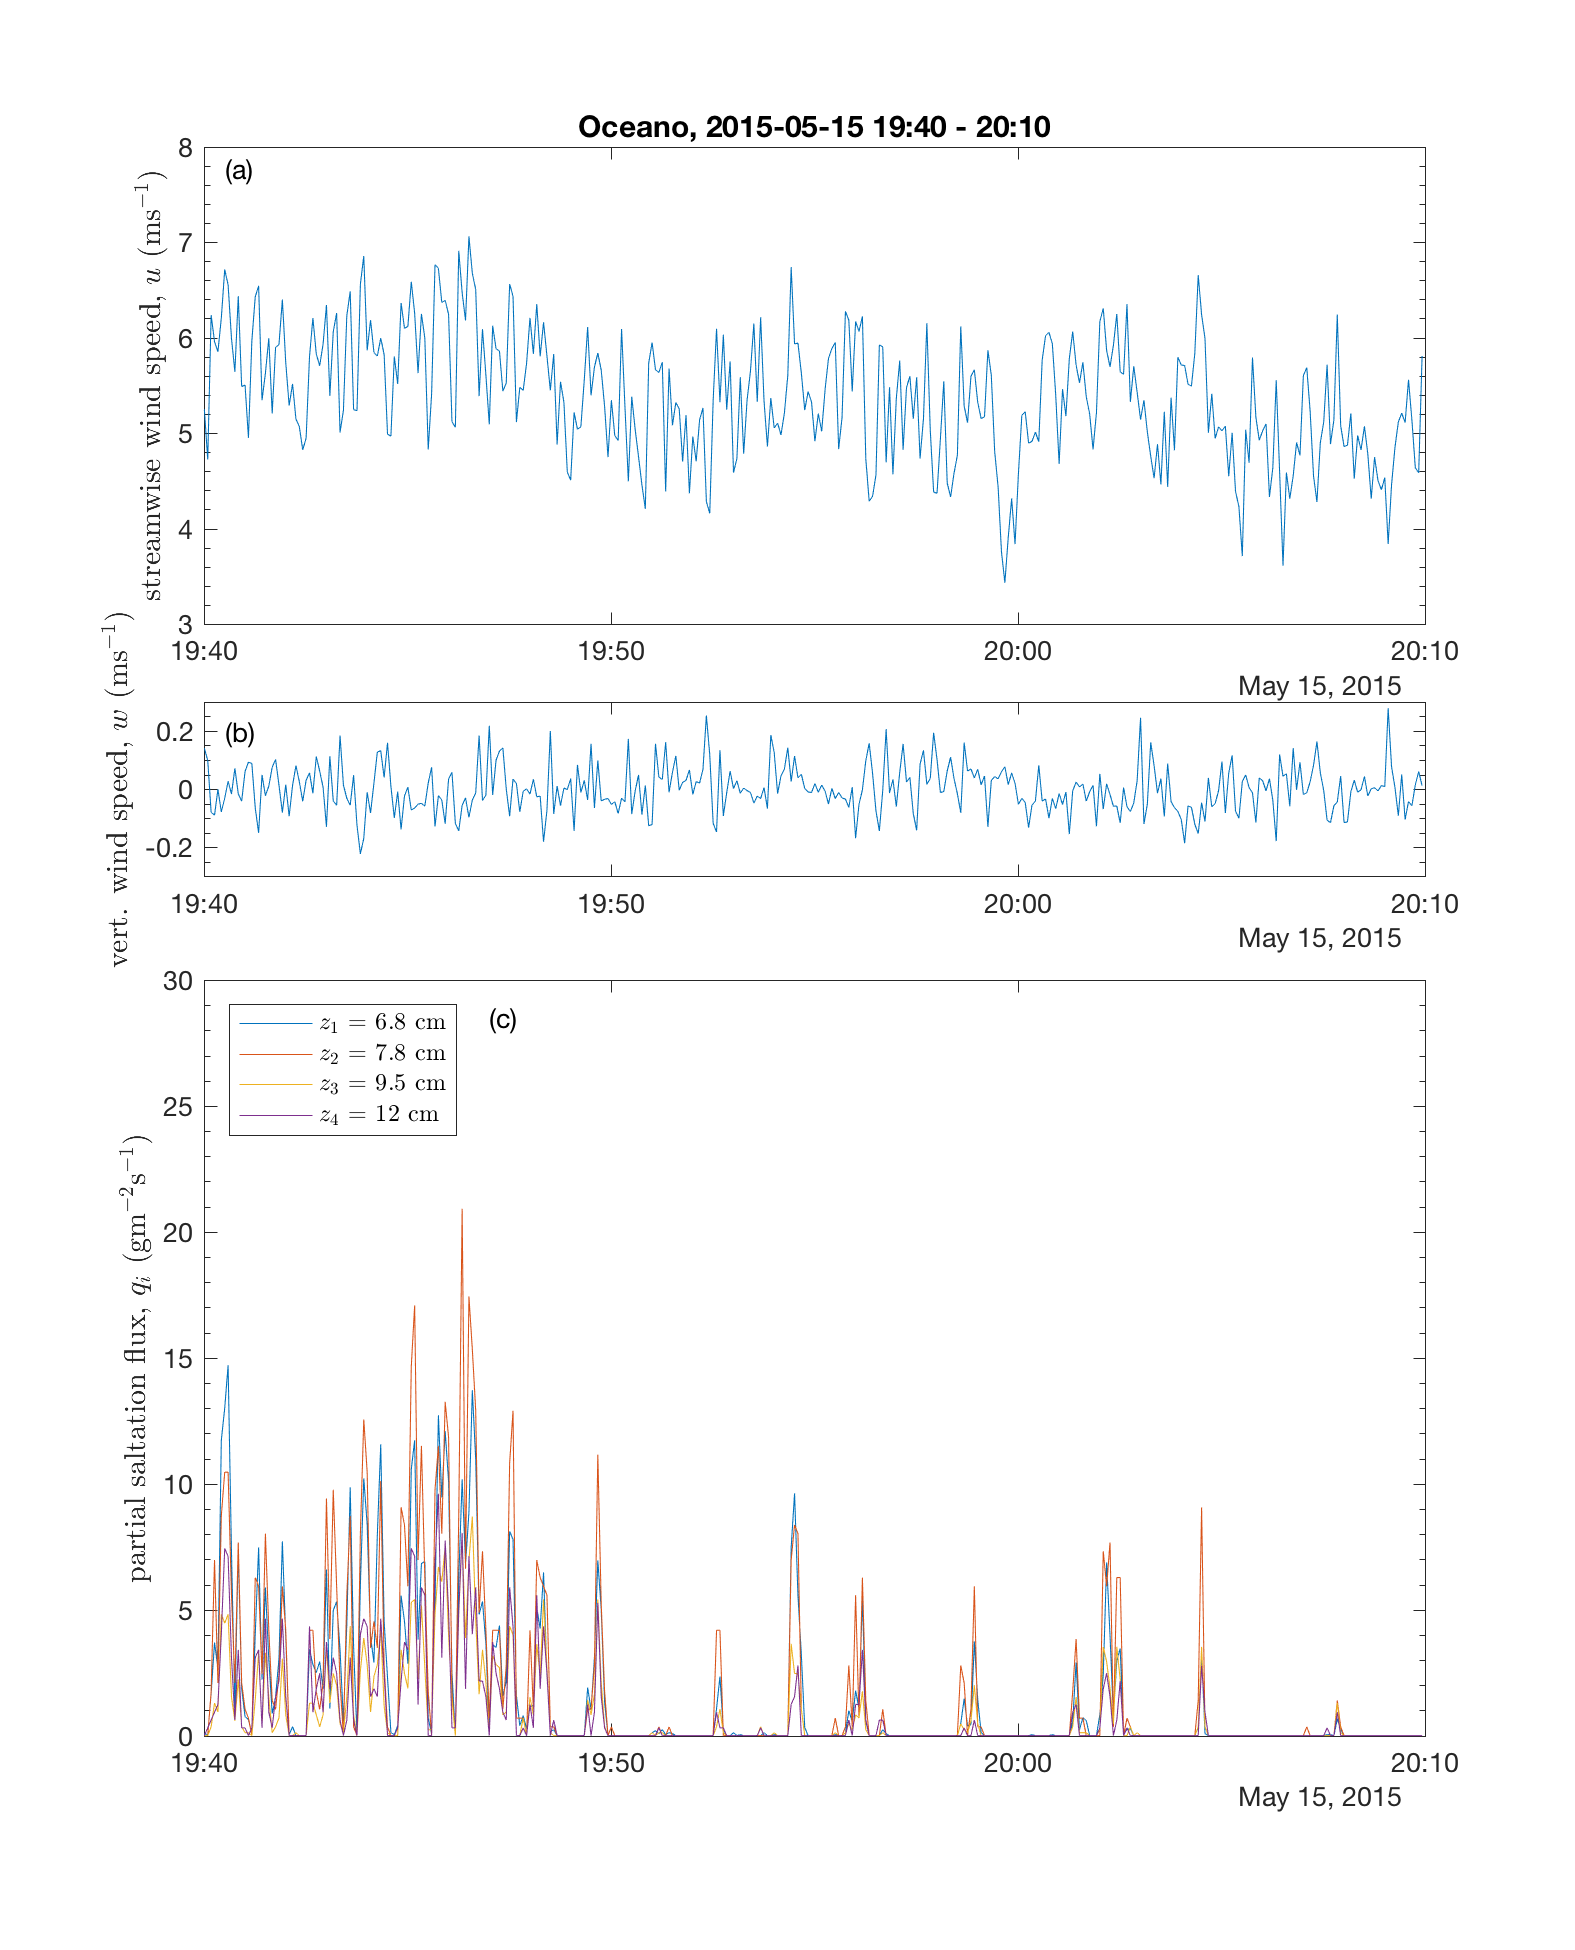 Oceano, 2015-05-15 19:40 - 20:10
(a)
streamwise wind speed, u (ms⁻¹)
8
7
6
5
4
3
19:40 19:50 20:00 20:10
May 15, 2015
(b)
vert. wind speed, w (ms⁻¹)
0.2
0
-0.2
19:40 19:50 20:00 20:10
May 15, 2015
(c)
partial saltation flux, qᵢ (gm⁻²s⁻¹)
30
25
20
15
10
5
0
z₁ = 6.8 cm
z₂ = 7.8 cm
z₃ = 9.5 cm
z₄ = 12 cm
19:40 19:50 20:00 20:10
May 15, 2015